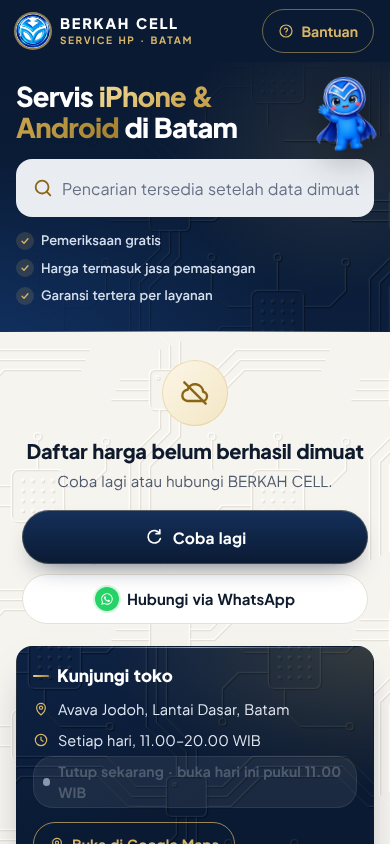 BERKAH CELL
SERVICE HP · BATAM
Bantuan
Servis iPhone &
Android di Batam
Pencarian tersedia setelah data dimuat
Pemeriksaan gratis
Harga termasuk jasa pemasangan
Garansi tertera per layanan
Daftar harga belum berhasil dimuat
Coba lagi atau hubungi BERKAH CELL.
Coba lagi
Hubungi via WhatsApp
Kunjungi toko
Avava Jodoh, Lantai Dasar, Batam
Setiap hari, 11.00–20.00 WIB
Tutup sekarang · buka hari ini pukul 11.00
WIB
Buka di Google Maps